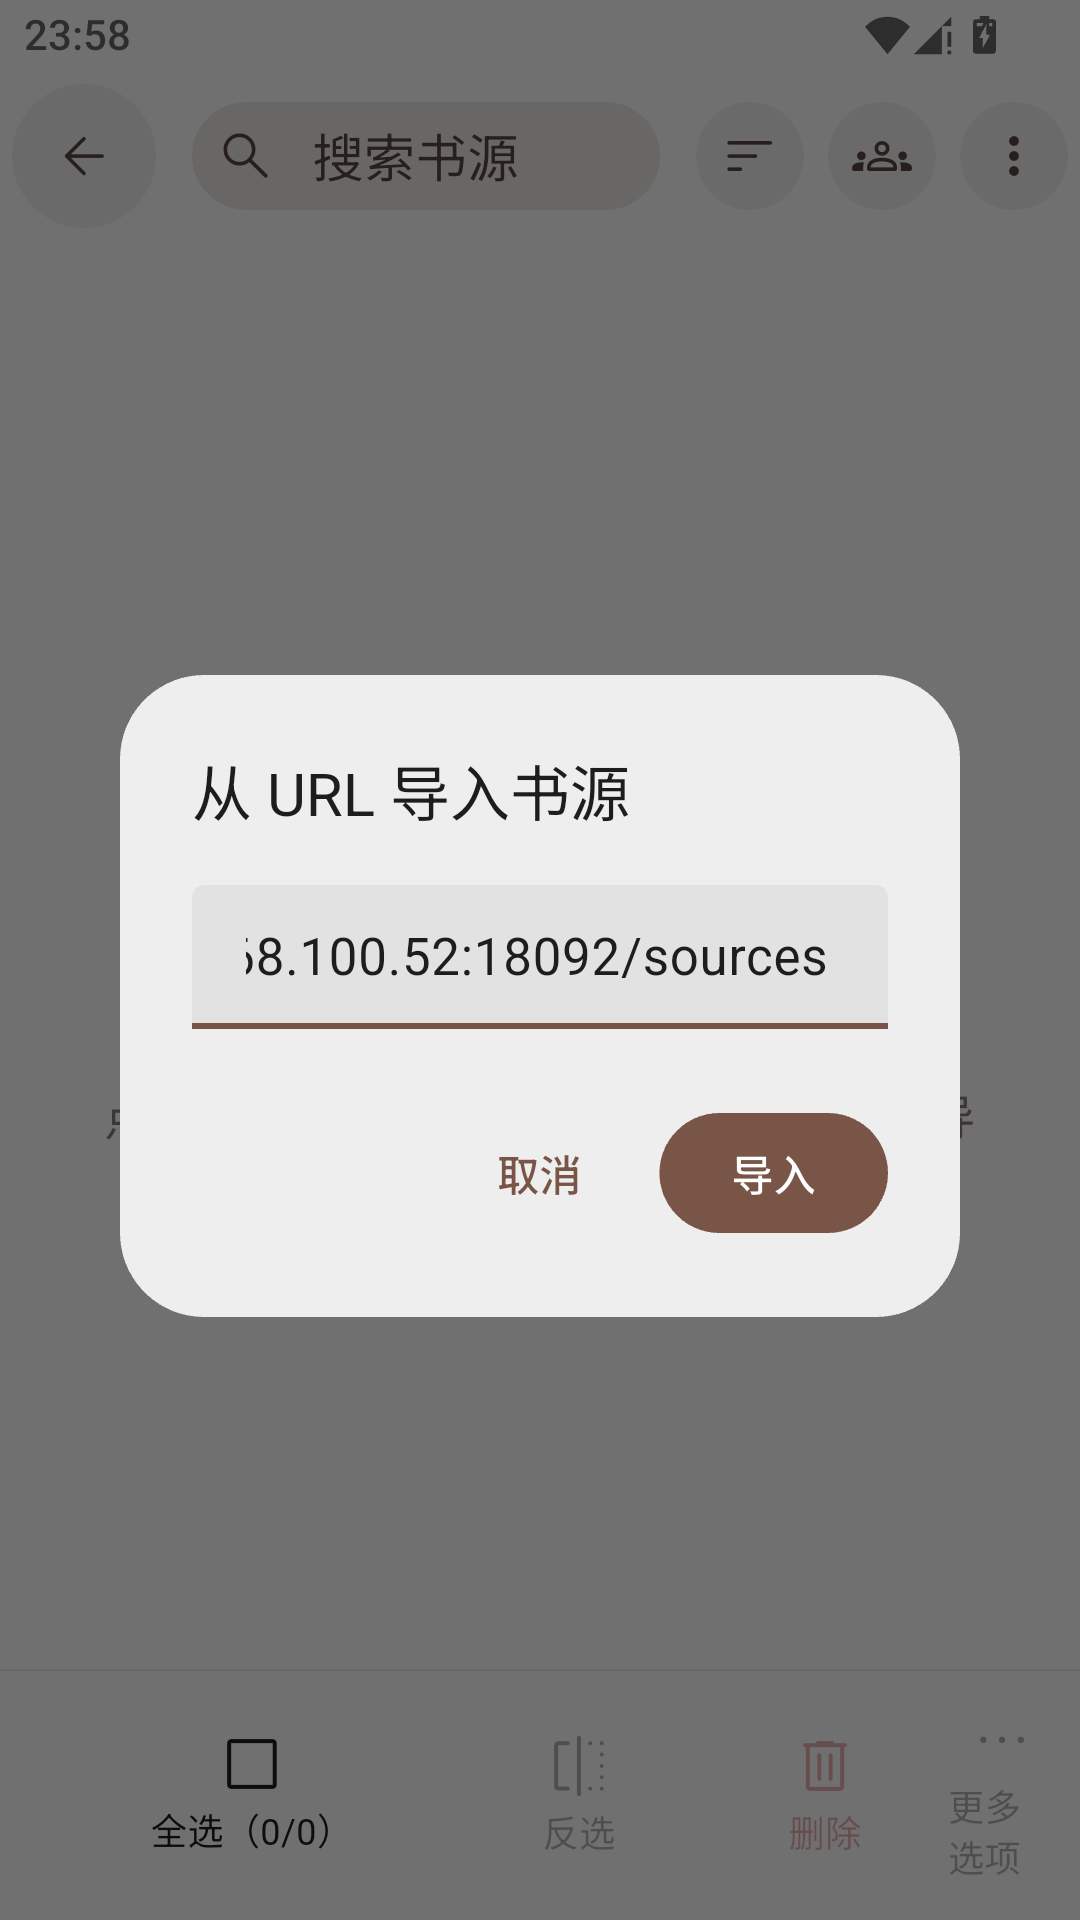 23:58
搜索书源
从 URL 导入书源
8.100.52:18092/sources
取消
导入
全选（0/0）
反选
删除
更多
选项